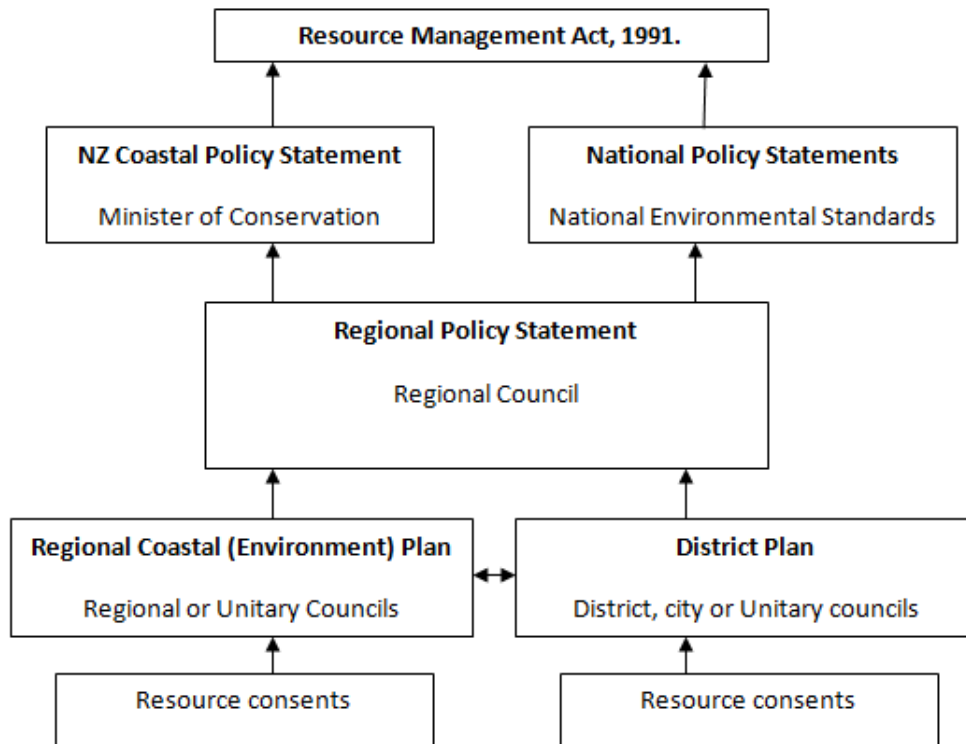 Resource Management Act, 1991.
NZ Coastal Policy Statement
Minister of Conservation
National Policy Statements
National Environmental Standards
Regional Policy Statement
Regional Council
Regional Coastal (Environment) Plan
Regional or Unitary Councils
District Plan
District, city or Unitary councils
Resource consents
Resource consents